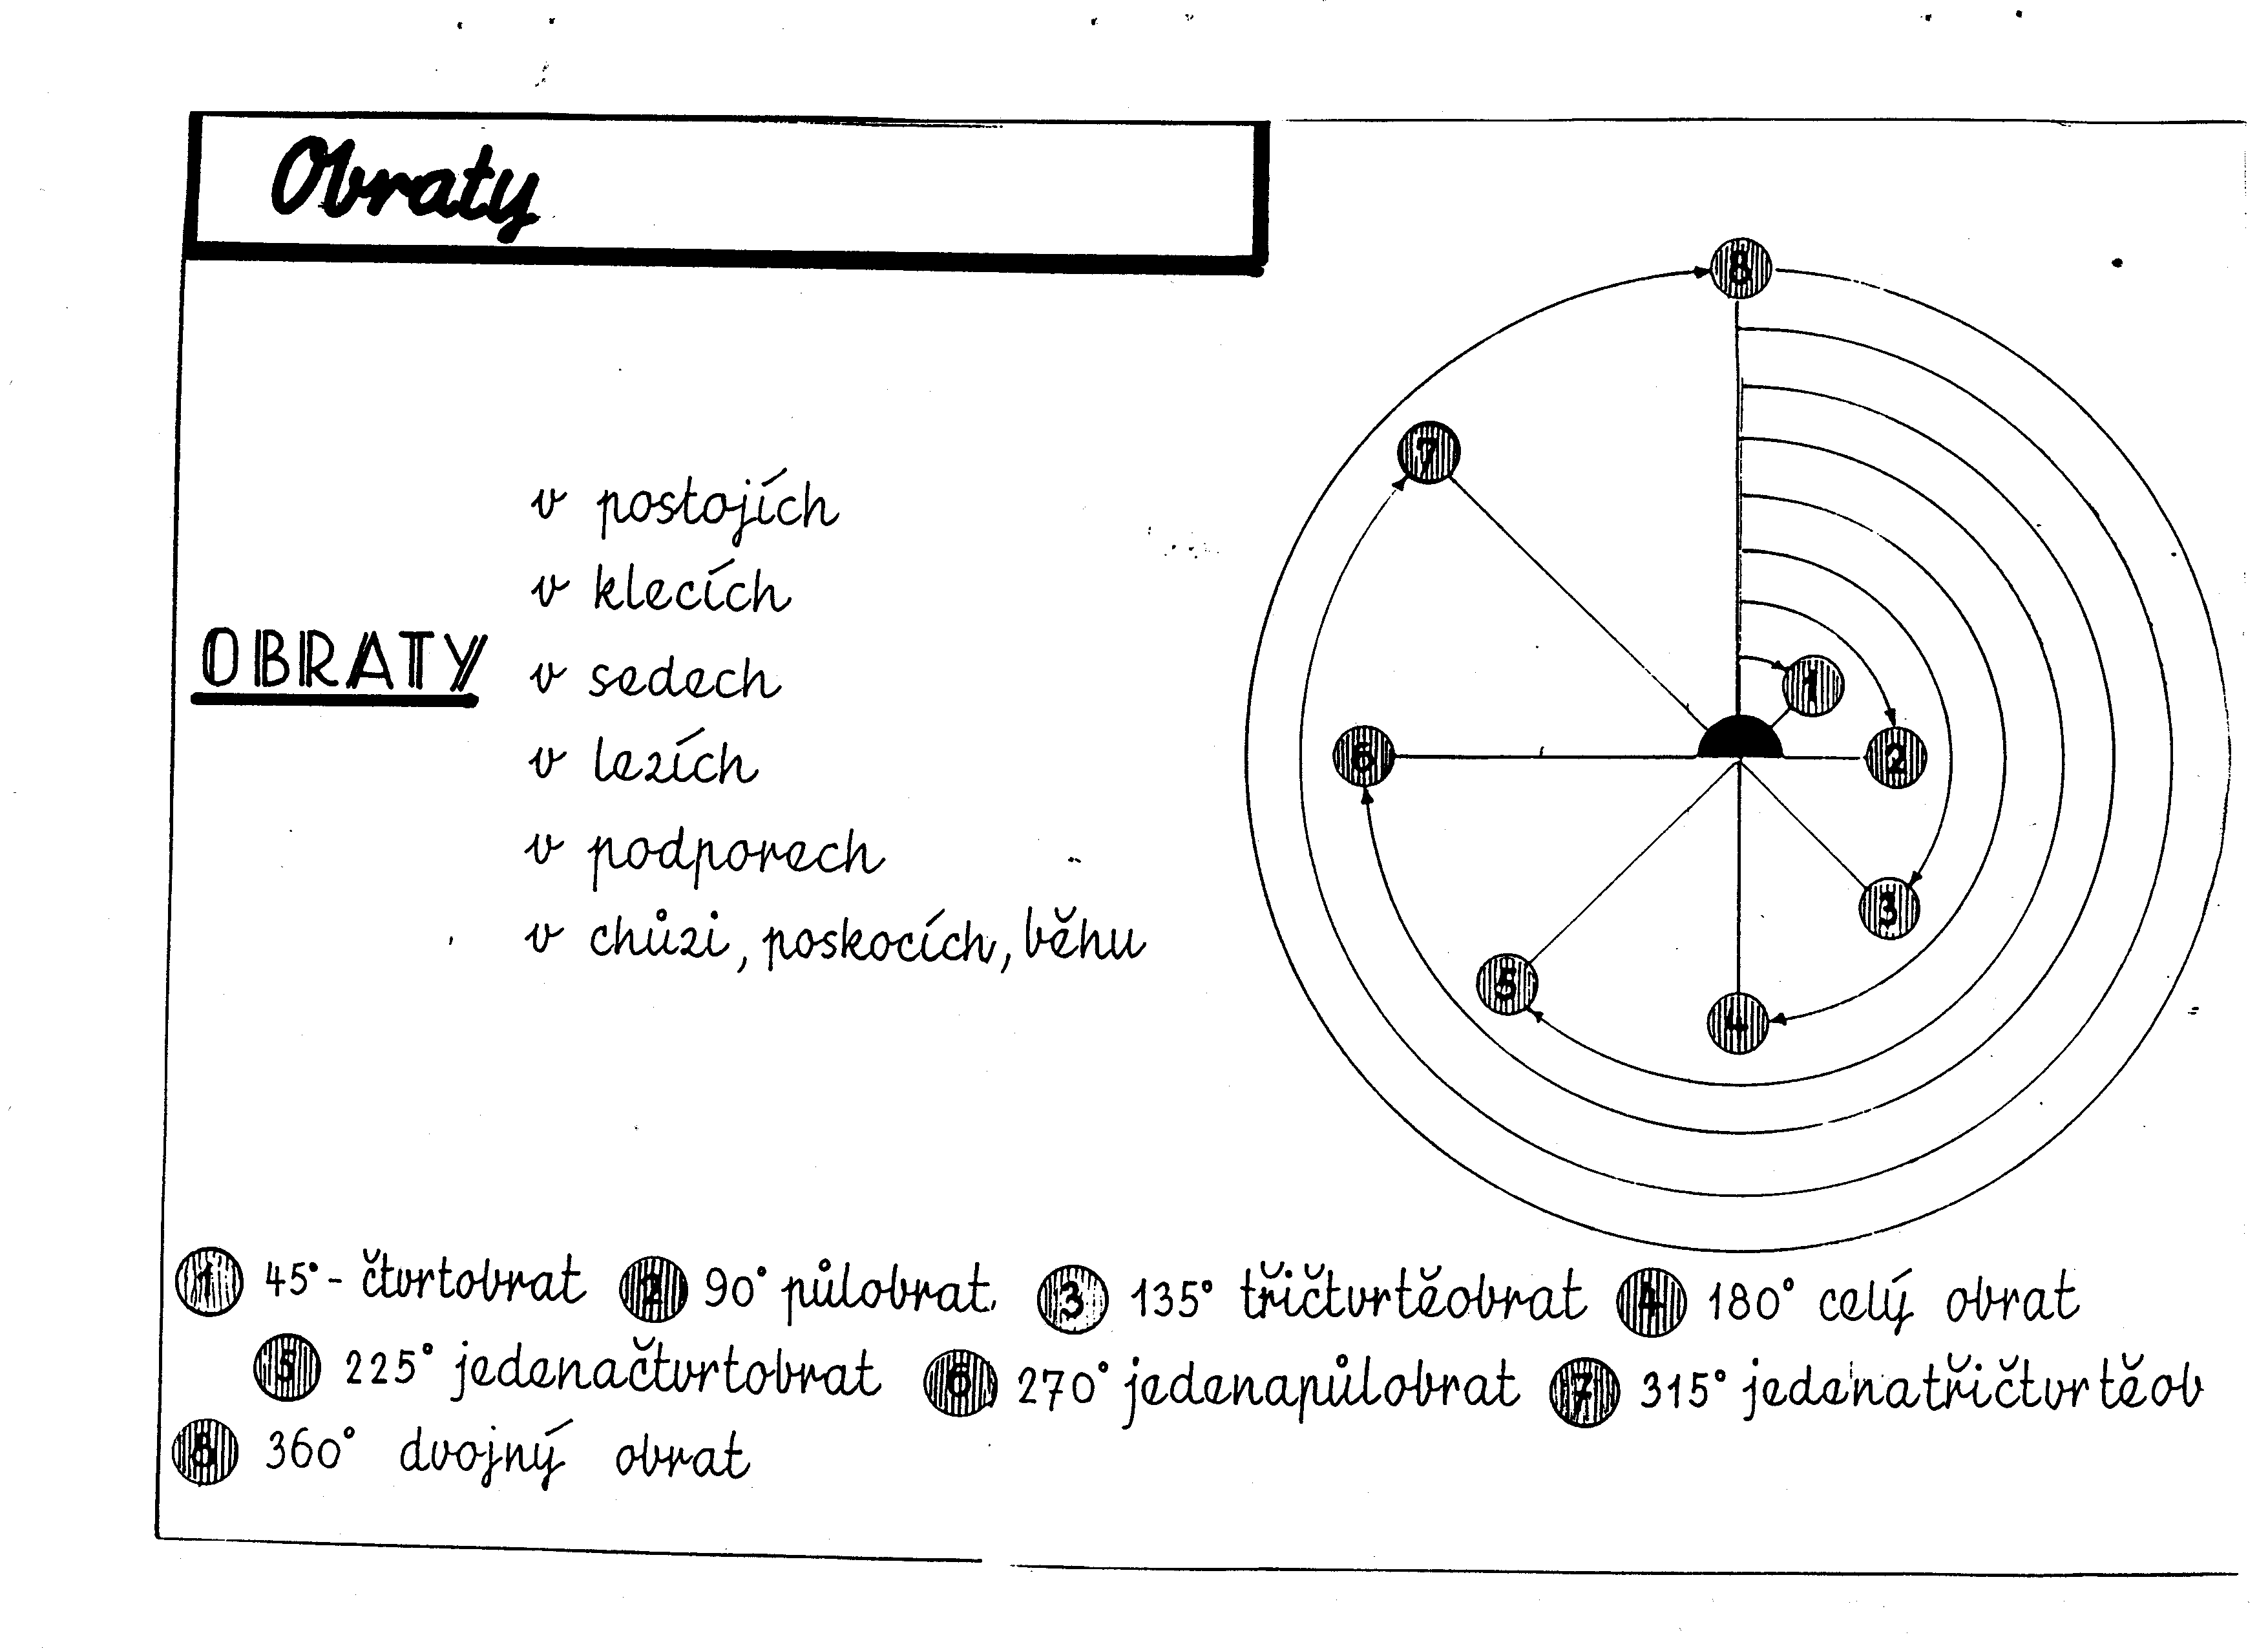 Obraty
8
7
1
6
2
3
5
4
v postojích
v klecích
OBRATY
v sedech
v lezích
v podporech
v chůzi, poskocích, běhu
1 45° - čtvrtobrat 2 90° půlobrat 3 135° tříčtvrtěobrat 4 180° celý obrat
5 225° jedenačtvrtobrat 6 270° jedenapůlobrat 7 315° jedenatřičtvrtěob
8 360° dvojný obrat